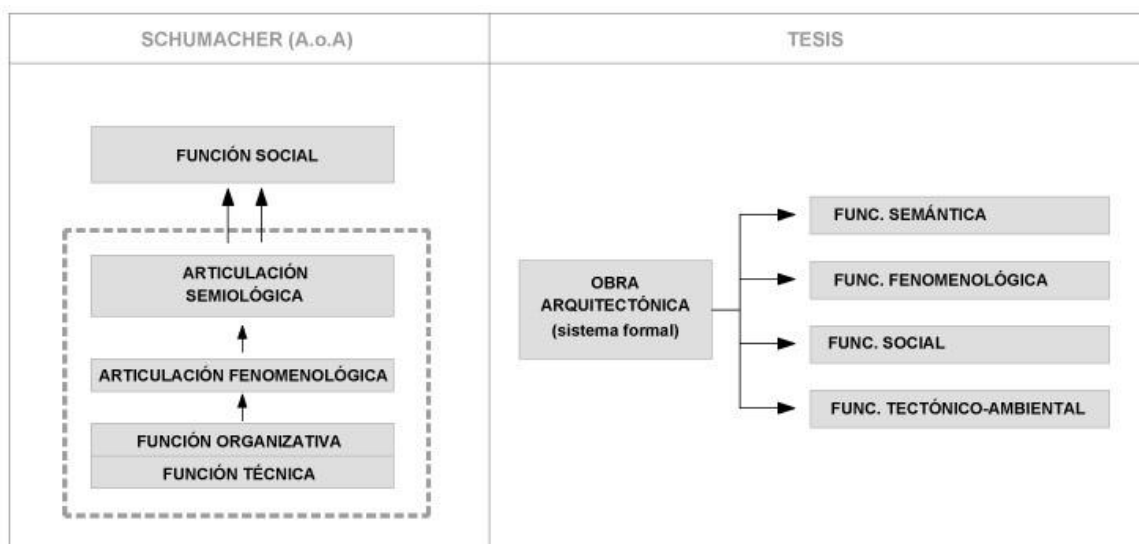 SCHUMACHER (A.o.A)
FUNCIÓN SOCIAL
ARTICULACIÓN
SEMIOLÓGICA
ARTICULACIÓN FENOMENOLÓGICA
FUNCIÓN ORGANIZATIVA
FUNCIÓN TÉCNICA
TESIS
OBRA
ARQUITECTÓNICA
(sistema formal)
FUNC. SEMÁNTICA
FUNC. FENOMENOLÓGICA
FUNC. SOCIAL
FUNC. TECTÓNICO-AMBIENTAL